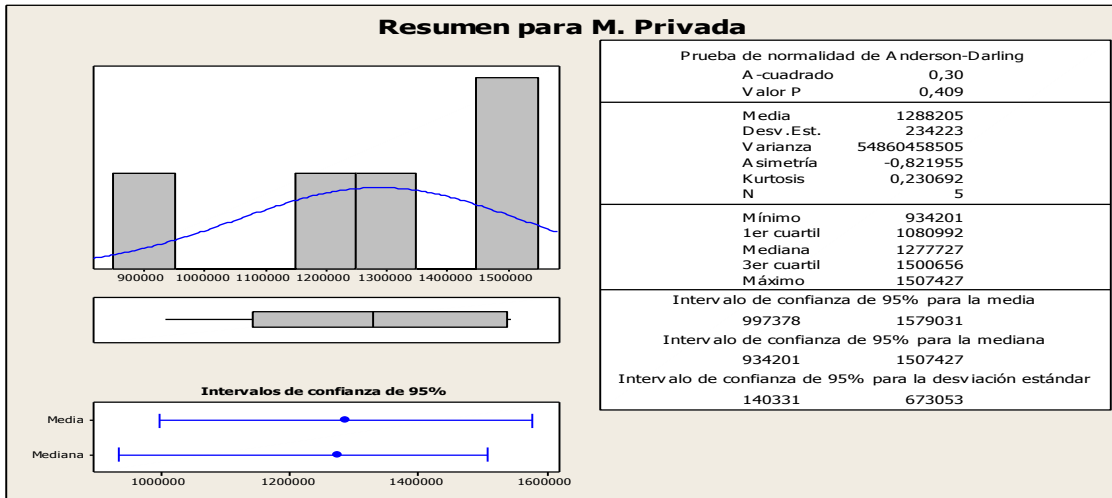 Resumen para M. Privada
900000 1000000 1100000 1200000 1300000 1400000 1500000
Intervalos de confianza de 95%
Media
Mediana
1000000 1200000 1400000 1600000
Prueba de normalidad de Anderson-Darling
A-cuadrado 0,30
Valor P 0,409
Media 1288205
Desv.Est. 234223
Varianza 54860458505
Asimetría -0,821955
Kurtosis 0,230692
N 5
Mínimo 934201
1er cuartil 1080992
Mediana 1277727
3er cuartil 1500656
Máximo 1507427
Intervalo de confianza de 95% para la media
997378 1579031
Intervalo de confianza de 95% para la mediana
934201 1507427
Intervalo de confianza de 95% para la desviación estándar
140331 673053